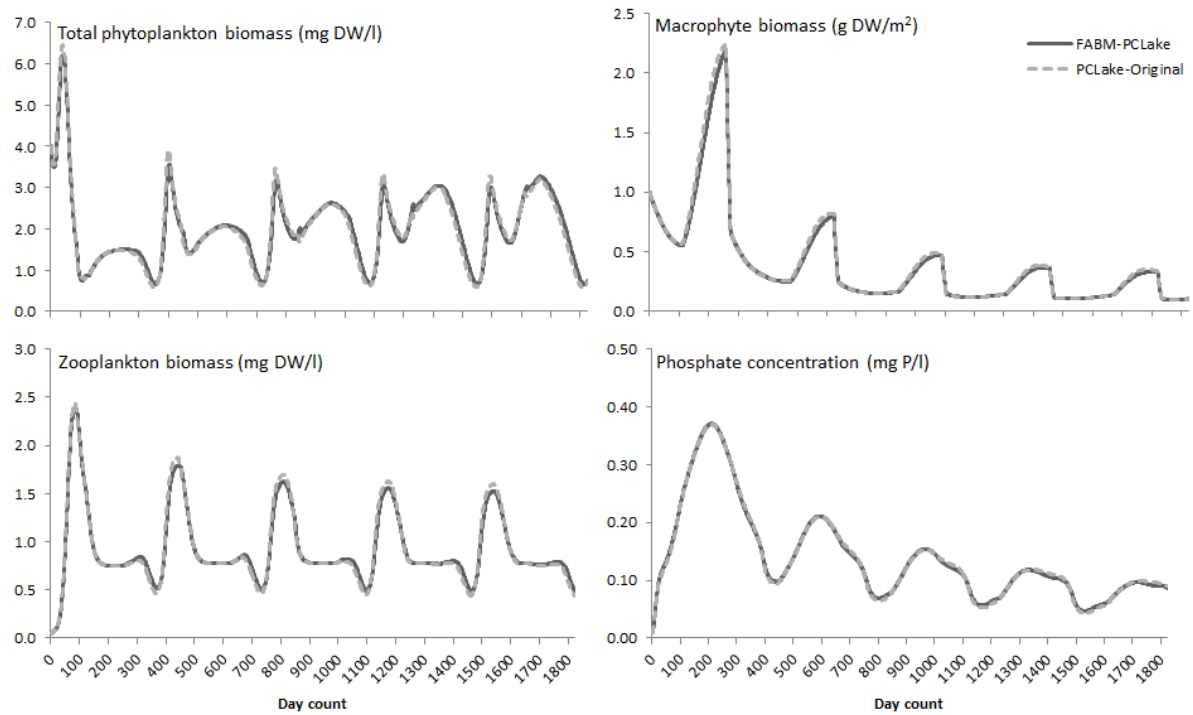 Total phytoplankton biomass (mg DW/l)
7.0
6.0
5.0
4.0
3.0
2.0
1.0
0.0
Macrophyte biomass (g DW/m²)
FABM-PCLake
PCLake-Original
2.5
2.0
1.5
1.0
0.5
0.0
Zooplankton biomass (mg DW/l)
3.0
2.5
2.0
1.5
1.0
0.5
0.0
0 100 200 300 400 500 600 700 800 900 1000 1100 1200 1300 1400 1500 1600 1700 1800
Day count
Phosphate concentration (mg P/l)
0.50
0.40
0.30
0.20
0.10
0.00
0 100 200 300 400 500 600 700 800 900 1000 1100 1200 1300 1400 1500 1600 1700 1800
Day count